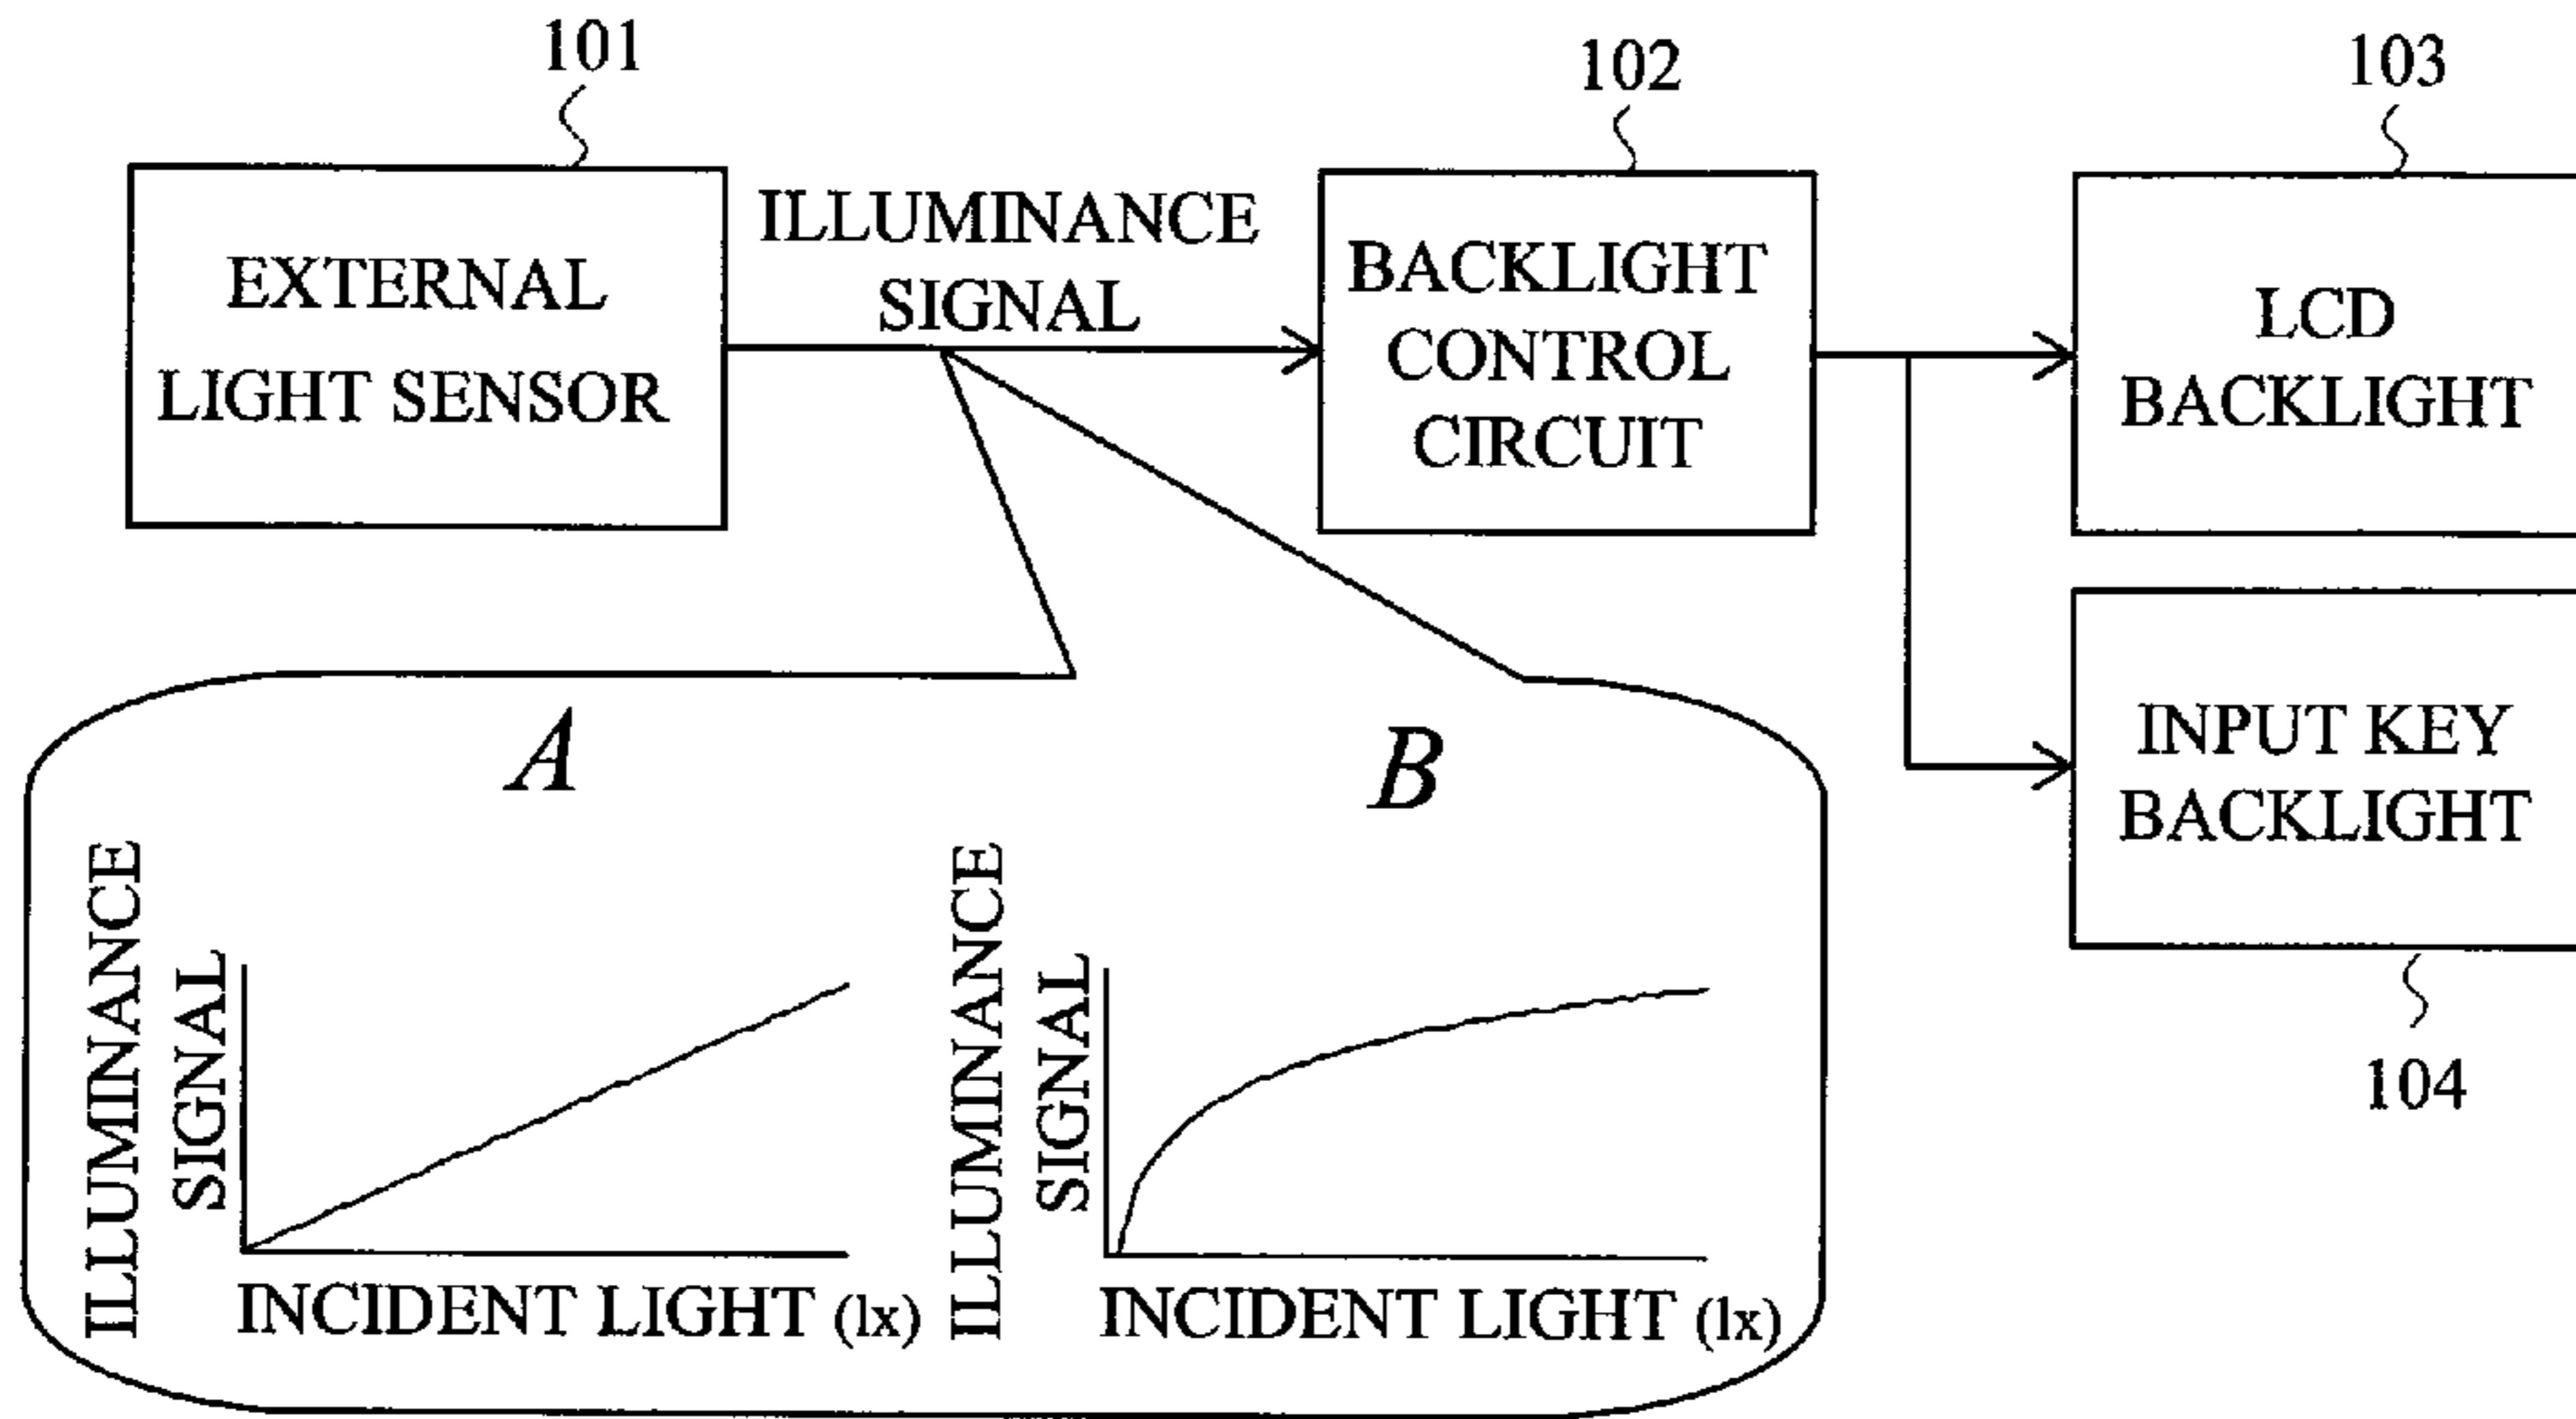 101
102
103
EXTERNAL
LIGHT SENSOR
ILLUMINANCE
SIGNAL
BACKLIGHT
CONTROL
CIRCUIT
LCD
BACKLIGHT
INPUT KEY
BACKLIGHT
104
A
B
ILLUMINANCE
SIGNAL
INCIDENT LIGHT (lx)
ILLUMINANCE
SIGNAL
INCIDENT LIGHT (lx)